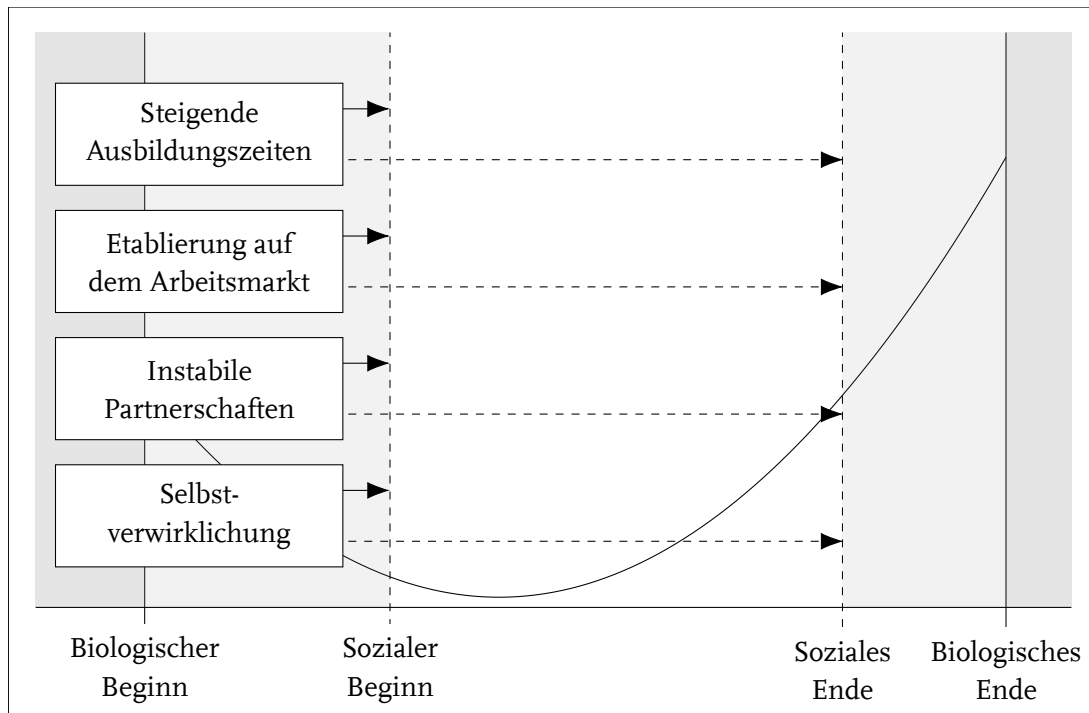 Steigende
Ausbildungszeiten
Etablierung auf
dem Arbeitsmarkt
Instabile
Partnerschaften
Selbst-
verwirklichung
Biologischer
Beginn
Sozialer
Beginn
Soziales
Ende
Biologisches
Ende